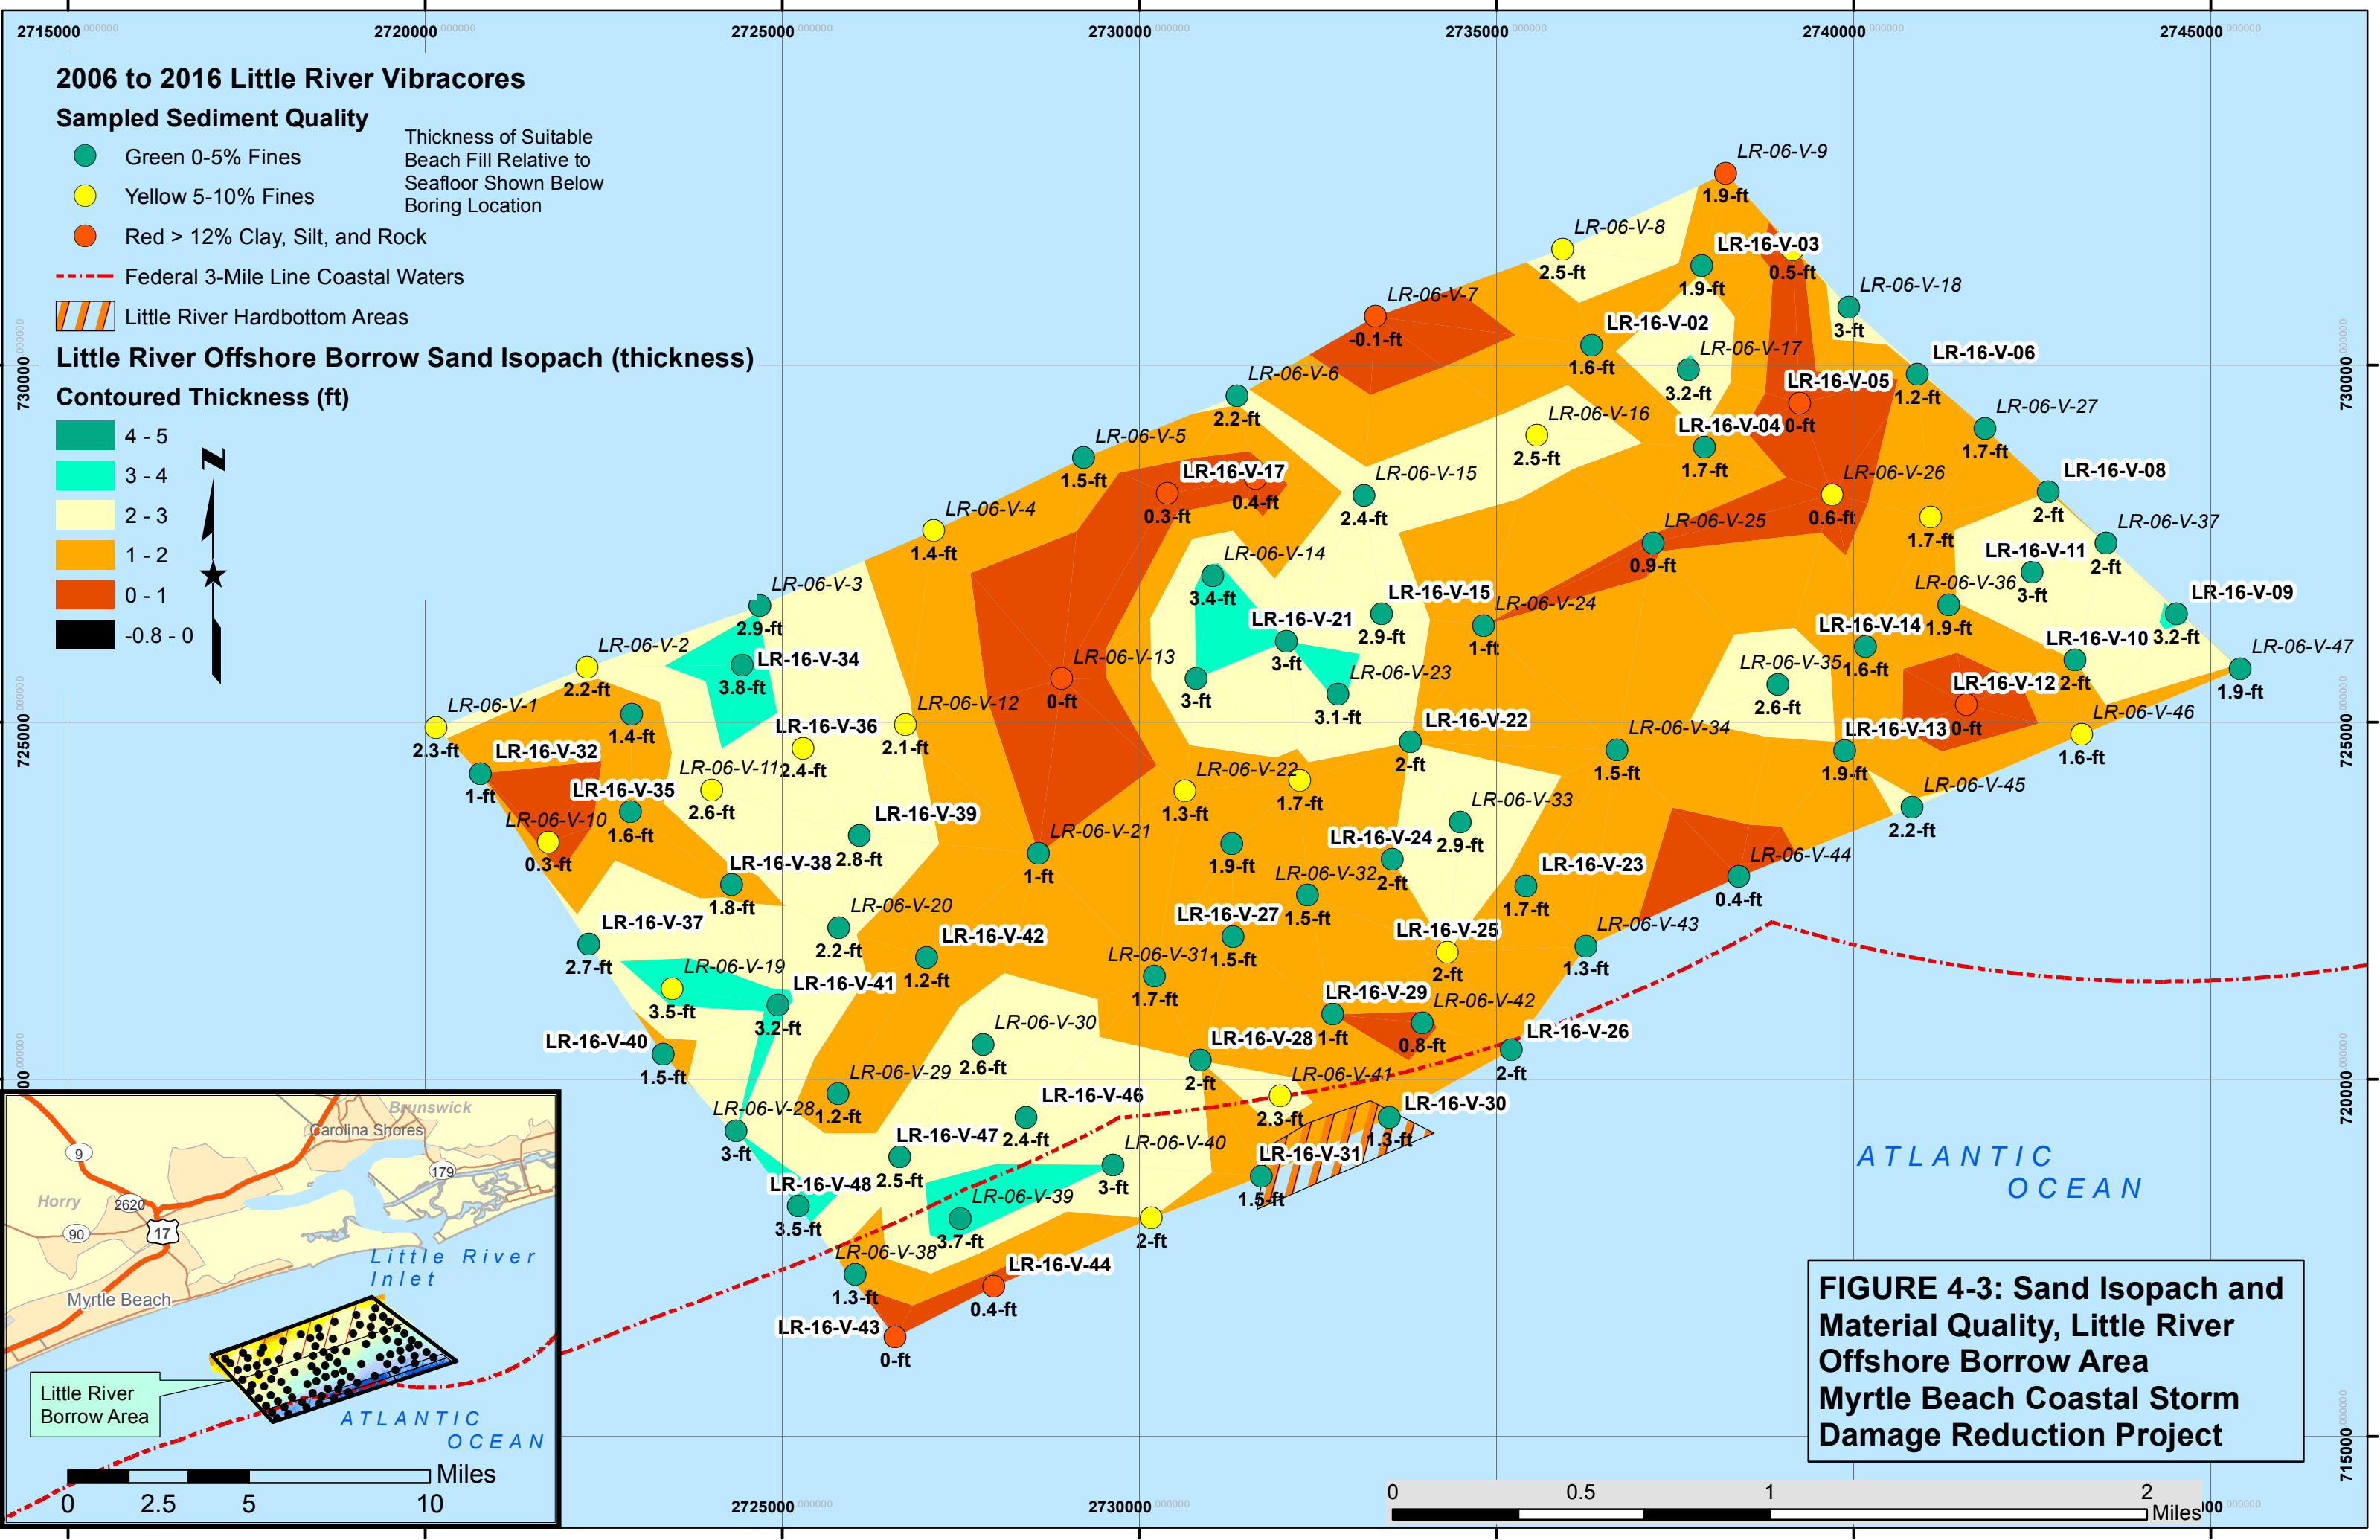 2715000.000000 2720000.000000 2725000.000000 2730000.000000 2735000.000000 2740000.000000 2745000.000000
2006 to 2016 Little River Vibracores
Sampled Sediment Quality
Green 0-5% Fines
Yellow 5-10% Fines
Red > 12% Clay, Silt, and Rock
Thickness of Suitable
Beach Fill Relative to
Seafloor Shown Below
Boring Location
Federal 3-Mile Line Coastal Waters
Little River Hardbottom Areas
Little River Offshore Borrow Sand Isopach (thickness)
Contoured Thickness (ft)
4 - 5
3 - 4
2 - 3
1 - 2
0 - 1
-0.8 - 0
N
730000.000000
725000.000000
000.000000
730000.000000
725000.000000
720000.000000
715000.000000
LR-06-V-9
1.9-ft
LR-06-V-8
2.5-ft
LR-16-V-03
1.9-ft
0.5-ft
LR-06-V-18
3-ft
LR-06-V-7
-0.1-ft
LR-16-V-02
1.6-ft
LR-06-V-17
3.2-ft
LR-16-V-06
1.2-ft
LR-16-V-05
0-ft
LR-06-V-6
2.2-ft
LR-06-V-16
2.5-ft
LR-16-V-04
1.7-ft
LR-06-V-27
1.7-ft
LR-06-V-5
1.5-ft
LR-16-V-17
0.3-ft
0.4-ft
LR-06-V-15
2.4-ft
LR-06-V-26
0.6-ft
LR-16-V-08
2-ft
1.7-ft
LR-06-V-4
1.4-ft
LR-06-V-25
0.9-ft
LR-06-V-37
2-ft
LR-16-V-11
3-ft
LR-06-V-14
3.4-ft
LR-06-V-3
2.9-ft
LR-16-V-15
2.9-ft
LR-06-V-24
1-ft
LR-06-V-36
1.9-ft
LR-16-V-09
3.2-ft
LR-16-V-21
3-ft
LR-16-V-14
1.6-ft
LR-16-V-10
2-ft
LR-06-V-47
1.9-ft
LR-06-V-2
2.2-ft
LR-16-V-34
3.8-ft
LR-06-V-13
0-ft
3-ft
LR-06-V-23
3.1-ft
LR-06-V-35
2.6-ft
LR-16-V-12
0-ft
LR-06-V-1
2.3-ft
1.4-ft
LR-16-V-36
2.4-ft
LR-06-V-12
2.1-ft
LR-16-V-22
2-ft
LR-06-V-34
1.5-ft
LR-16-V-13
1.9-ft
LR-06-V-46
1.6-ft
LR-16-V-32
1-ft
LR-16-V-35
1.6-ft
LR-06-V-11
2.6-ft
LR-06-V-22
1.3-ft
1.7-ft
LR-06-V-45
2.2-ft
LR-06-V-10
0.3-ft
LR-16-V-39
2.8-ft
LR-06-V-21
1-ft
1.9-ft
LR-06-V-33
2.9-ft
LR-16-V-24
2-ft
LR-16-V-38
1.8-ft
LR-06-V-32
1.5-ft
LR-16-V-23
1.7-ft
LR-06-V-44
0.4-ft
LR-16-V-37
2.7-ft
LR-06-V-20
2.2-ft
LR-16-V-42
1.2-ft
LR-16-V-27
1.5-ft
LR-16-V-25
2-ft
LR-06-V-43
1.3-ft
LR-06-V-19
3.5-ft
LR-16-V-41
3.2-ft
LR-06-V-31
1.7-ft
LR-16-V-29
1-ft
LR-06-V-42
0.8-ft
LR-16-V-40
1.5-ft
LR-06-V-30
2.6-ft
LR-16-V-28
2-ft
LR-16-V-26
2-ft
LR-06-V-29
1.2-ft
LR-06-V-41
2.3-ft
LR-16-V-30
1.3-ft
LR-06-V-28
3-ft
LR-16-V-46
2.4-ft
LR-16-V-47
2.5-ft
LR-06-V-40
3-ft
LR-16-V-31
1.5-ft
LR-16-V-48
3.5-ft
LR-06-V-39
3.7-ft
2-ft
LR-06-V-38
1.3-ft
LR-16-V-44
0.4-ft
LR-16-V-43
0-ft
ATLANTIC
OCEAN
Brunswick
Carolina Shores
9
179
Horry
2620
90
17
Little River
Inlet
Myrtle Beach
Little River
Borrow Area
ATLANTIC
OCEAN
Miles
0 2.5 5 10
FIGURE 4-3: Sand Isopach and
Material Quality, Little River
Offshore Borrow Area
Myrtle Beach Coastal Storm
Damage Reduction Project
0 0.5 1 2
Miles
2725000.000000 2730000.000000 000.000000